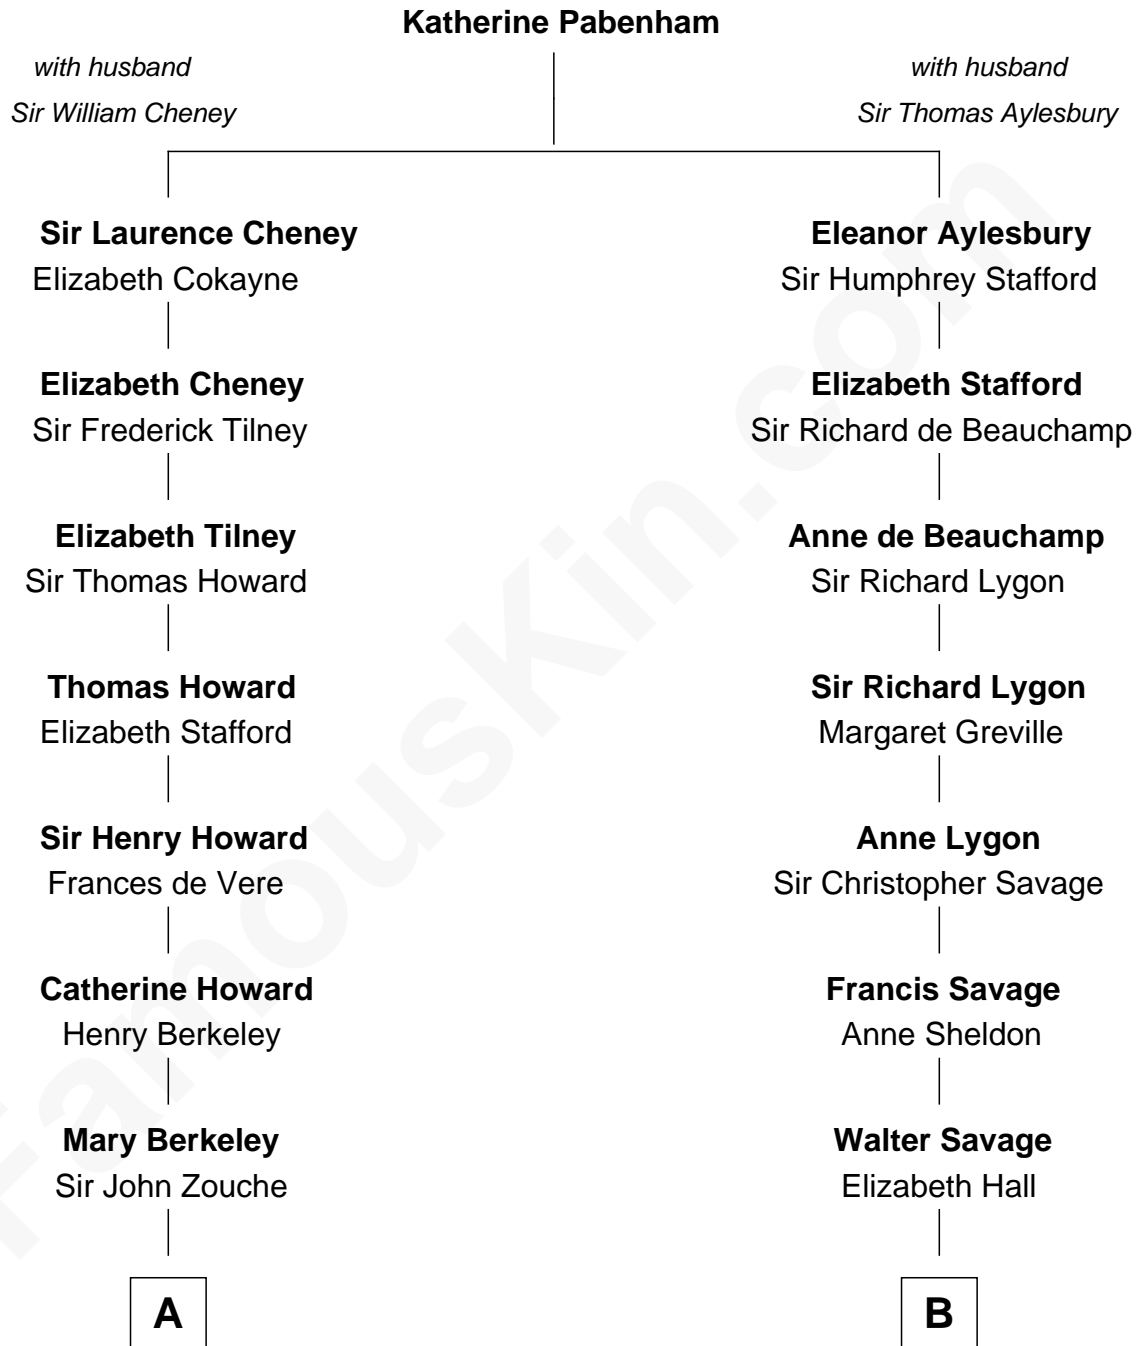 Katherine Pabenham
with husband
Sir William Cheney
with husband
Sir Thomas Aylesbury
Sir Laurence Cheney
Elizabeth Cokayne
Elizabeth Cheney
Sir Frederick Tilney
Elizabeth Tilney
Sir Thomas Howard
Thomas Howard
Elizabeth Stafford
Sir Henry Howard
Frances de Vere
Catherine Howard
Henry Berkeley
Mary Berkeley
Sir John Zouche
A
Eleanor Aylesbury
Sir Humphrey Stafford
Elizabeth Stafford
Sir Richard de Beauchamp
Anne de Beauchamp
Sir Richard Lygon
Sir Richard Lygon
Margaret Greville
Anne Lygon
Sir Christopher Savage
Francis Savage
Anne Sheldon
Walter Savage
Elizabeth Hall
B
FamousKin.com